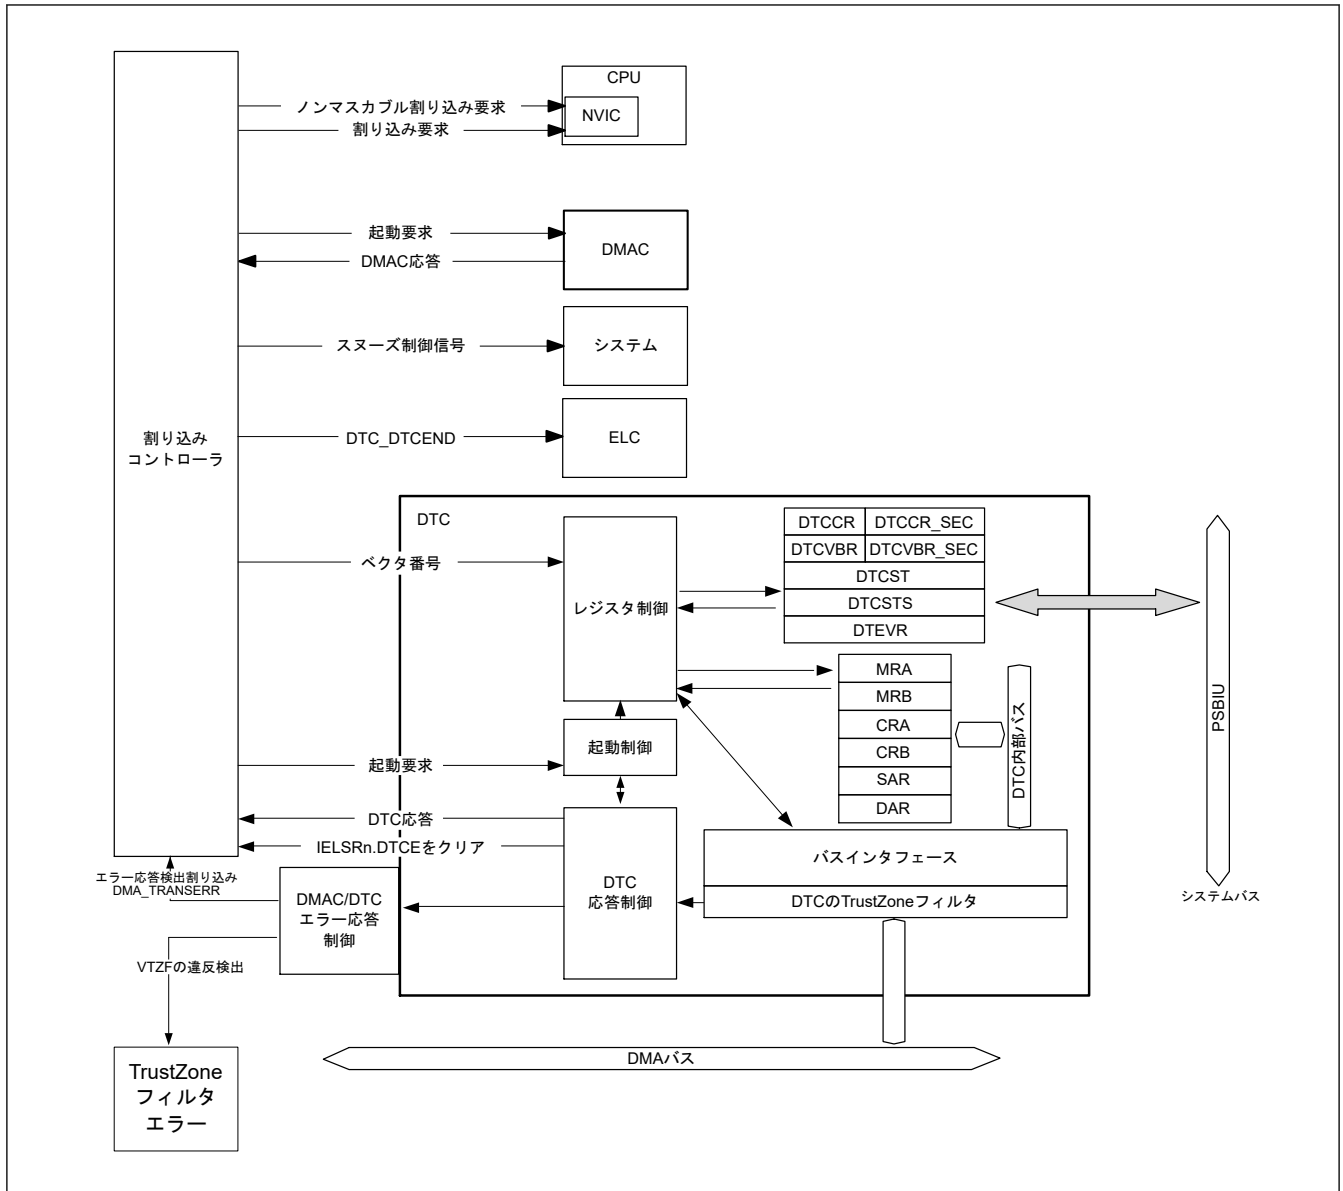 CPU
NVIC
ノンマスカブル割り込み要求
割り込み要求
起動要求
DMAC応答
DMAC
スヌーズ制御信号
システム
割り込み
コントローラ
DTC_DTCEND
ELC
DTC
ベクタ番号
レジスタ制御
DTCCR
DTCCR_SEC
DTCVBR
DTCVBR_SEC
DTCST
DTCSTS
DTEVR
MRA
MRB
CRA
CRB
SAR
DAR
DTC内部バス
PSBIU
システムバス
起動制御
起動要求
DTC応答
IELSRn.DTCEをクリア
バスインタフェース
DTCのTrustZoneフィルタ
DTC
応答制御
エラー応答検出割り込み
DMA_TRANSERR
DMAC/DTC
エラー応答
制御
VTZFの違反検出
TrustZone
フィルタ
エラー
DMAバス